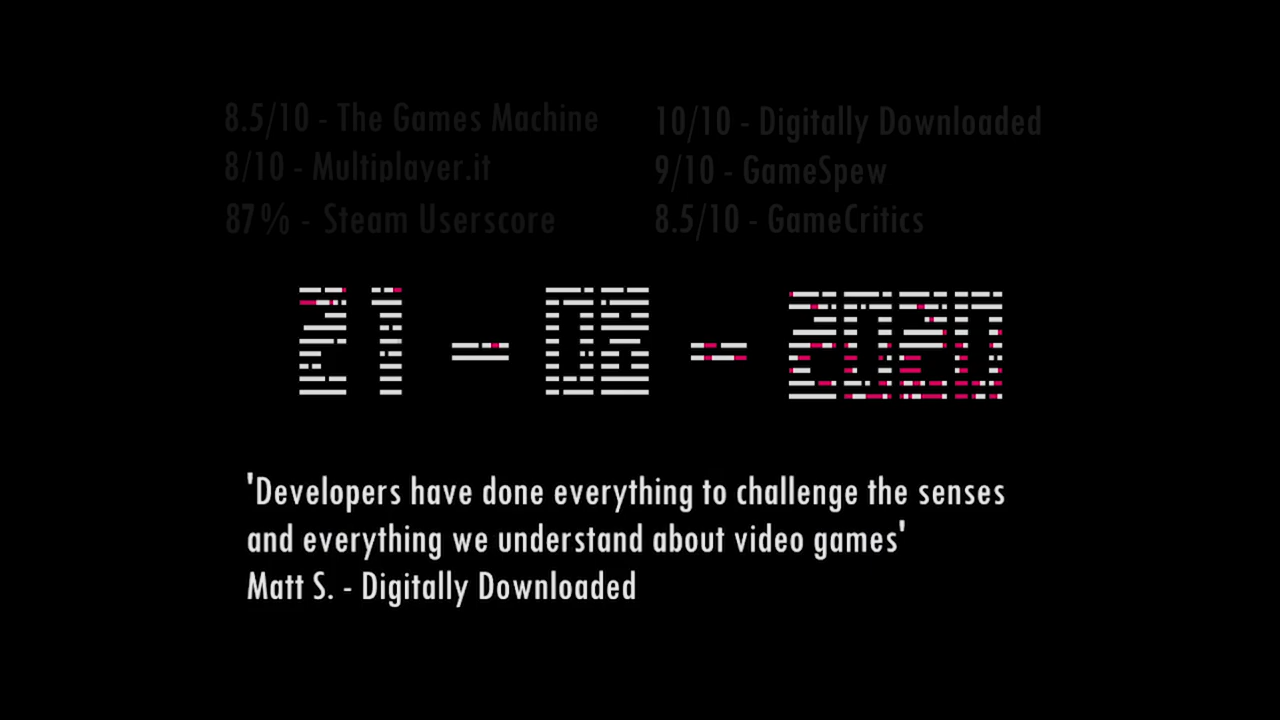 8.5/10 - The Games Machine
8/10 - Multiplayer.it
87% - Steam Userscore
10/10 - Digitally Downloaded
9/10 - GameSpew
8.5/10 - GameCritics
21 - 08 - 2020
'Developers have done everything to challenge the senses
and everything we understand about video games'
Matt S. - Digitally Downloaded